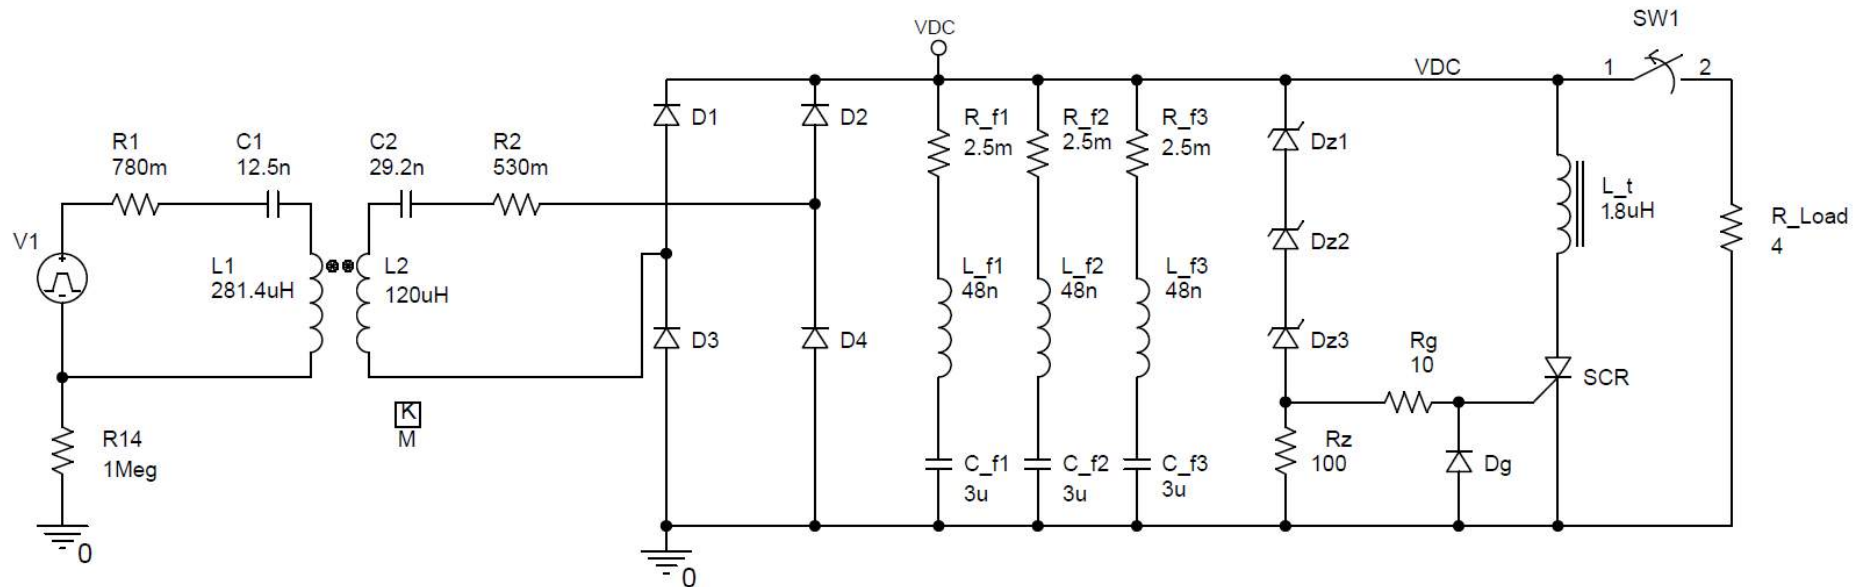 SW1
VDC
VDC
1
2
R1
780m
C1
12.5n
C2
29.2n
R2
530m
D1
D2
R_f1
2.5m
R_f2
2.5m
R_f3
2.5m
Dz1
L_t
1.8uH
R_Load
4
V1
L1
281.4uH
L2
120uH
Dz2
L_f1
48n
L_f2
48n
L_f3
48n
D3
D4
Dz3
Rg
10
SCR
K
M
R14
1Meg
C_f1
3u
C_f2
3u
C_f3
3u
Rz
100
Dg
0
0